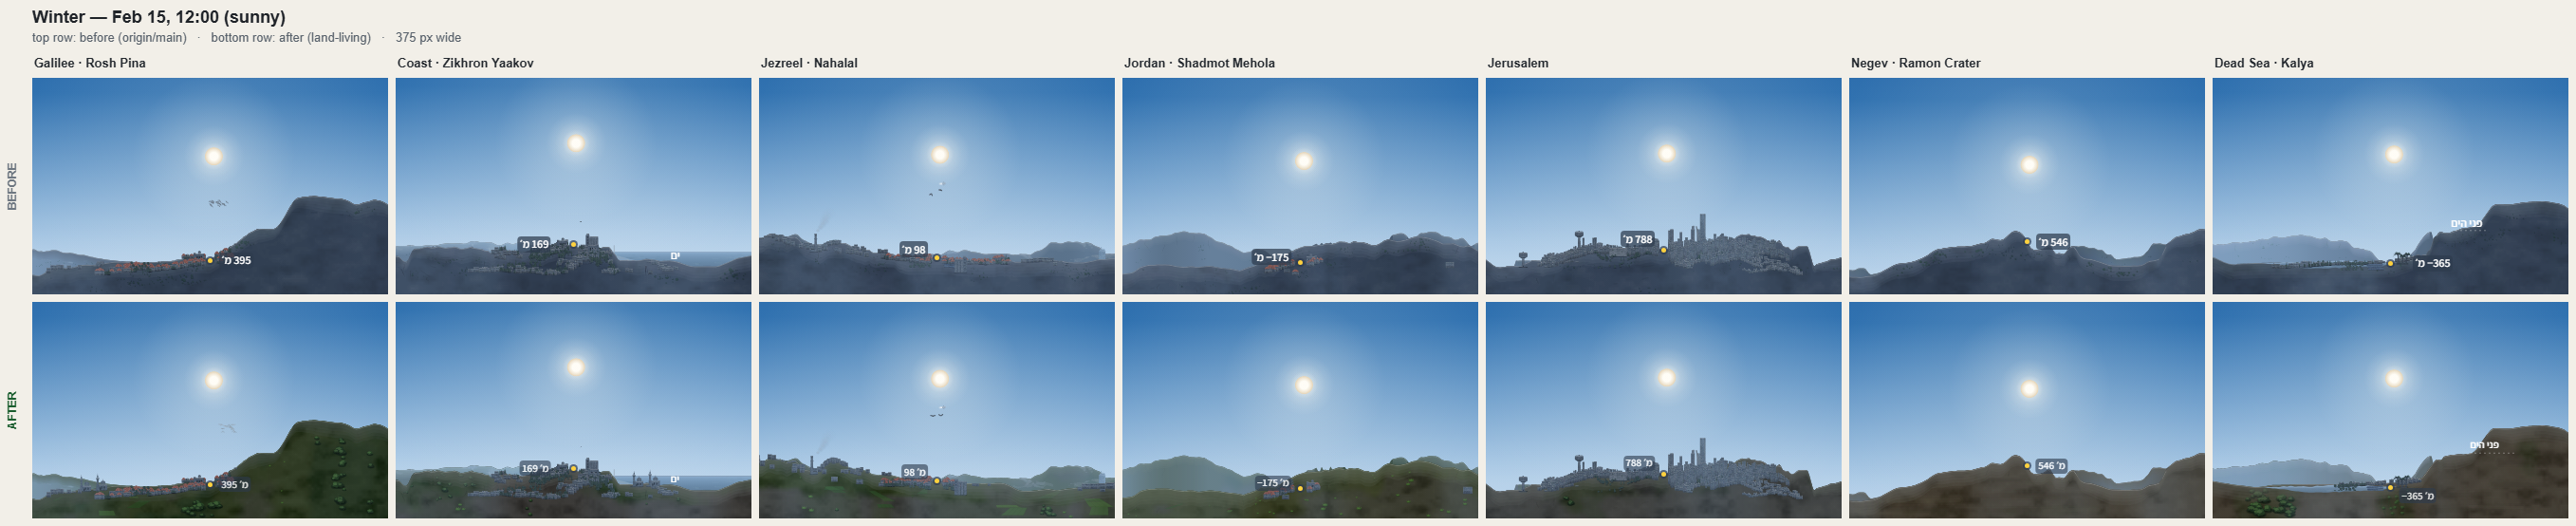 Winter — Feb 15, 12:00 (sunny)
top row: before (origin/main) · bottom row: after (land-living) · 375 px wide
Galilee · Rosh Pina
Coast · Zikhron Yaakov
Jezreel · Nahalal
Jordan · Shadmot Mehola
Jerusalem
Negev · Ramon Crater
Dead Sea · Kalya
BEFORE
395 מ׳
169 מ׳
ים
98 מ׳
−175 מ׳
788 מ׳
546 מ׳
פני הים
−365 מ׳
AFTER
395 מ׳
169 מ׳
ים
98 מ׳
−175 מ׳
788 מ׳
546 מ׳
פני הים
−365 מ׳